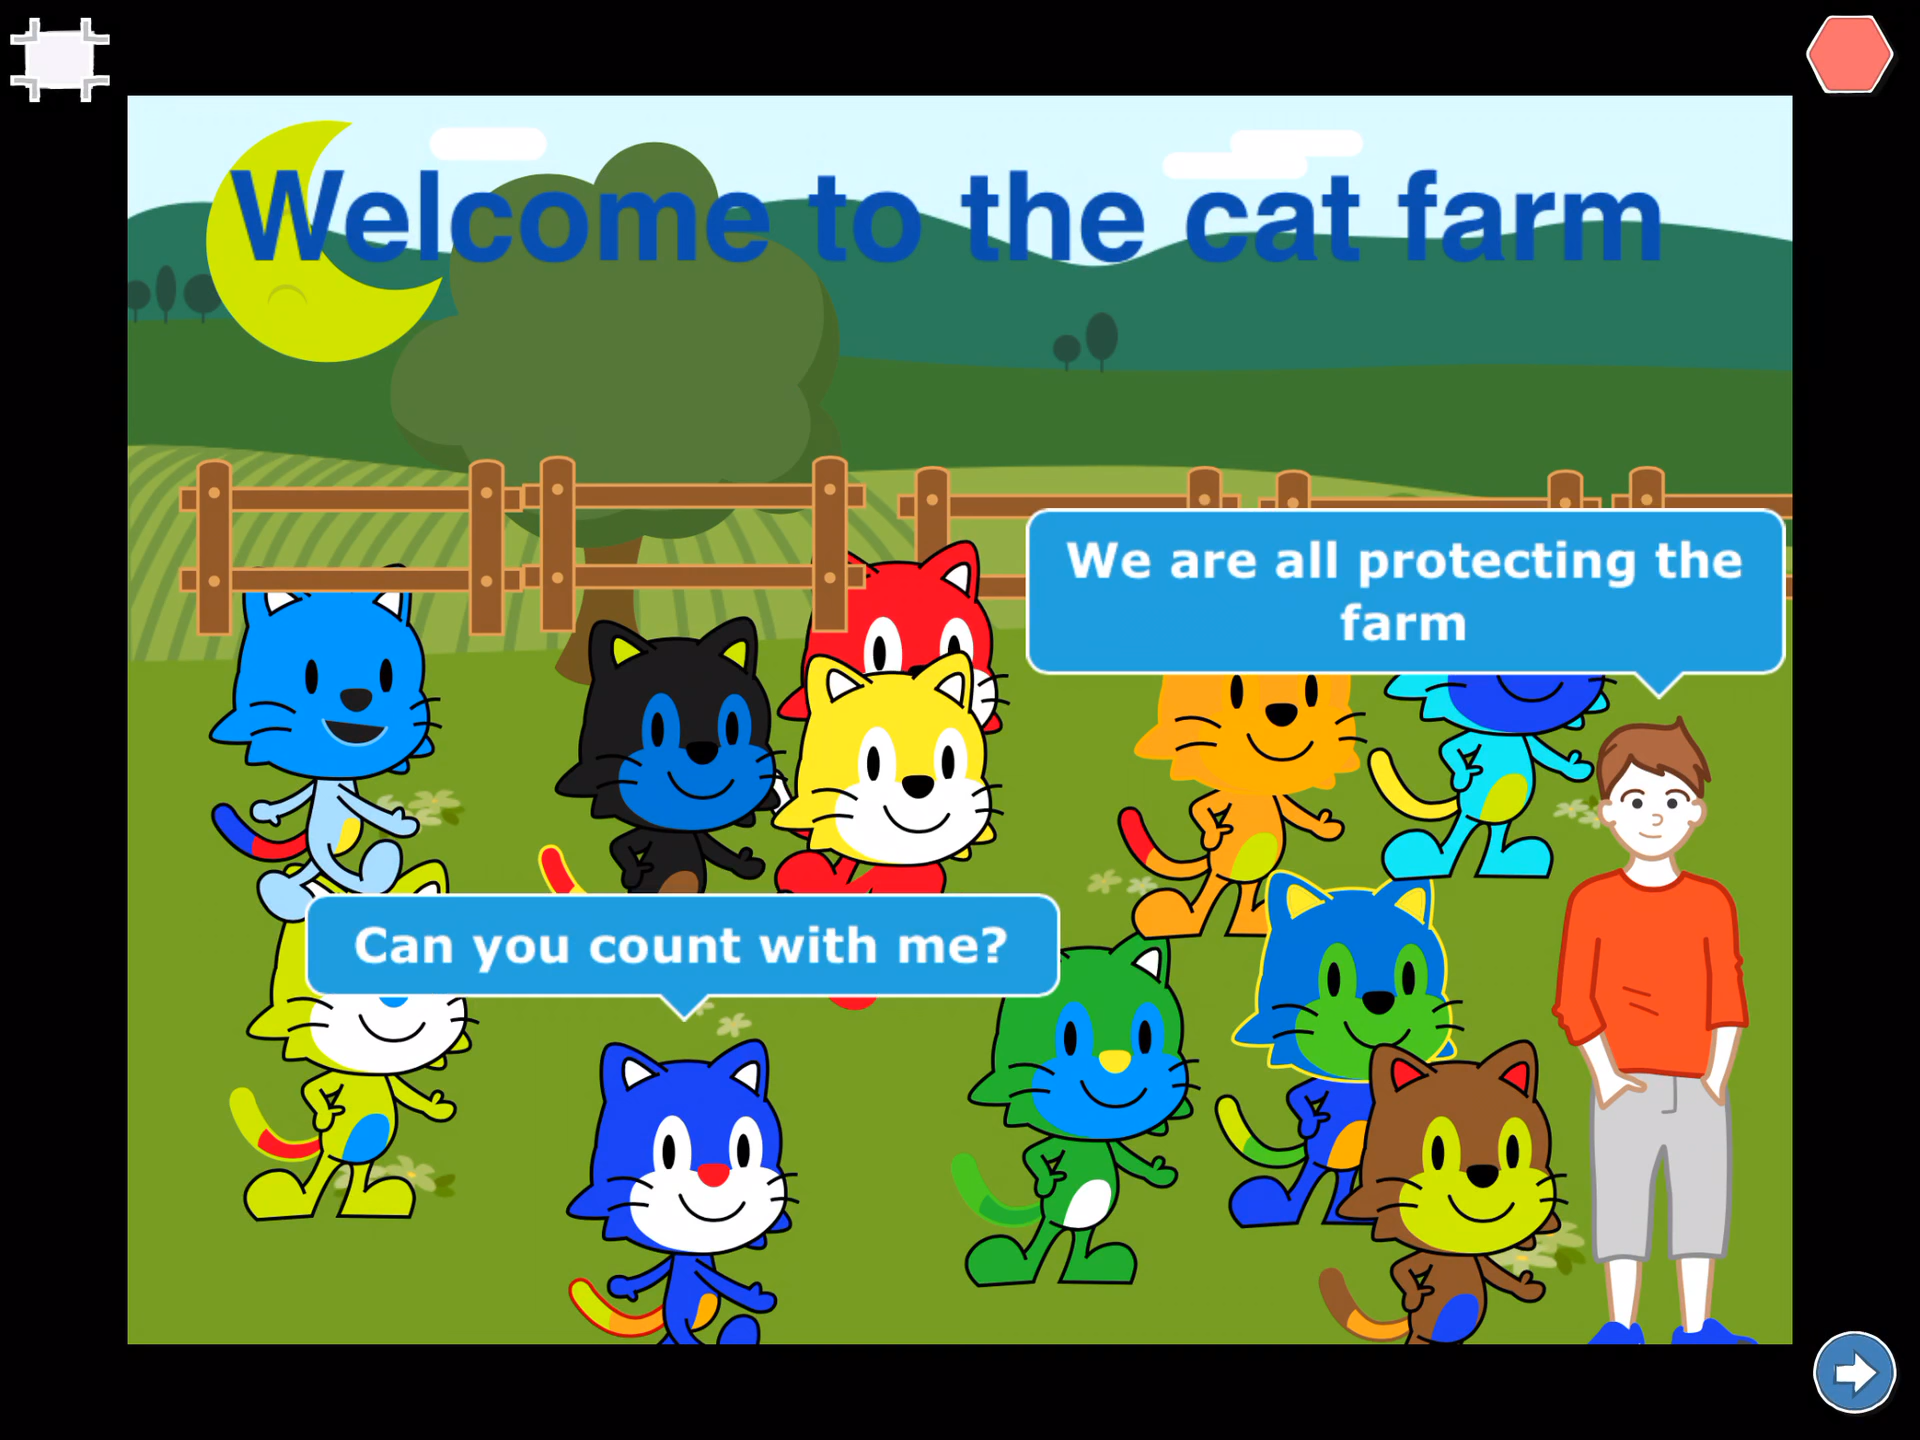 Welcome to the cat farm
We are all protecting the
farm
Can you count with me?